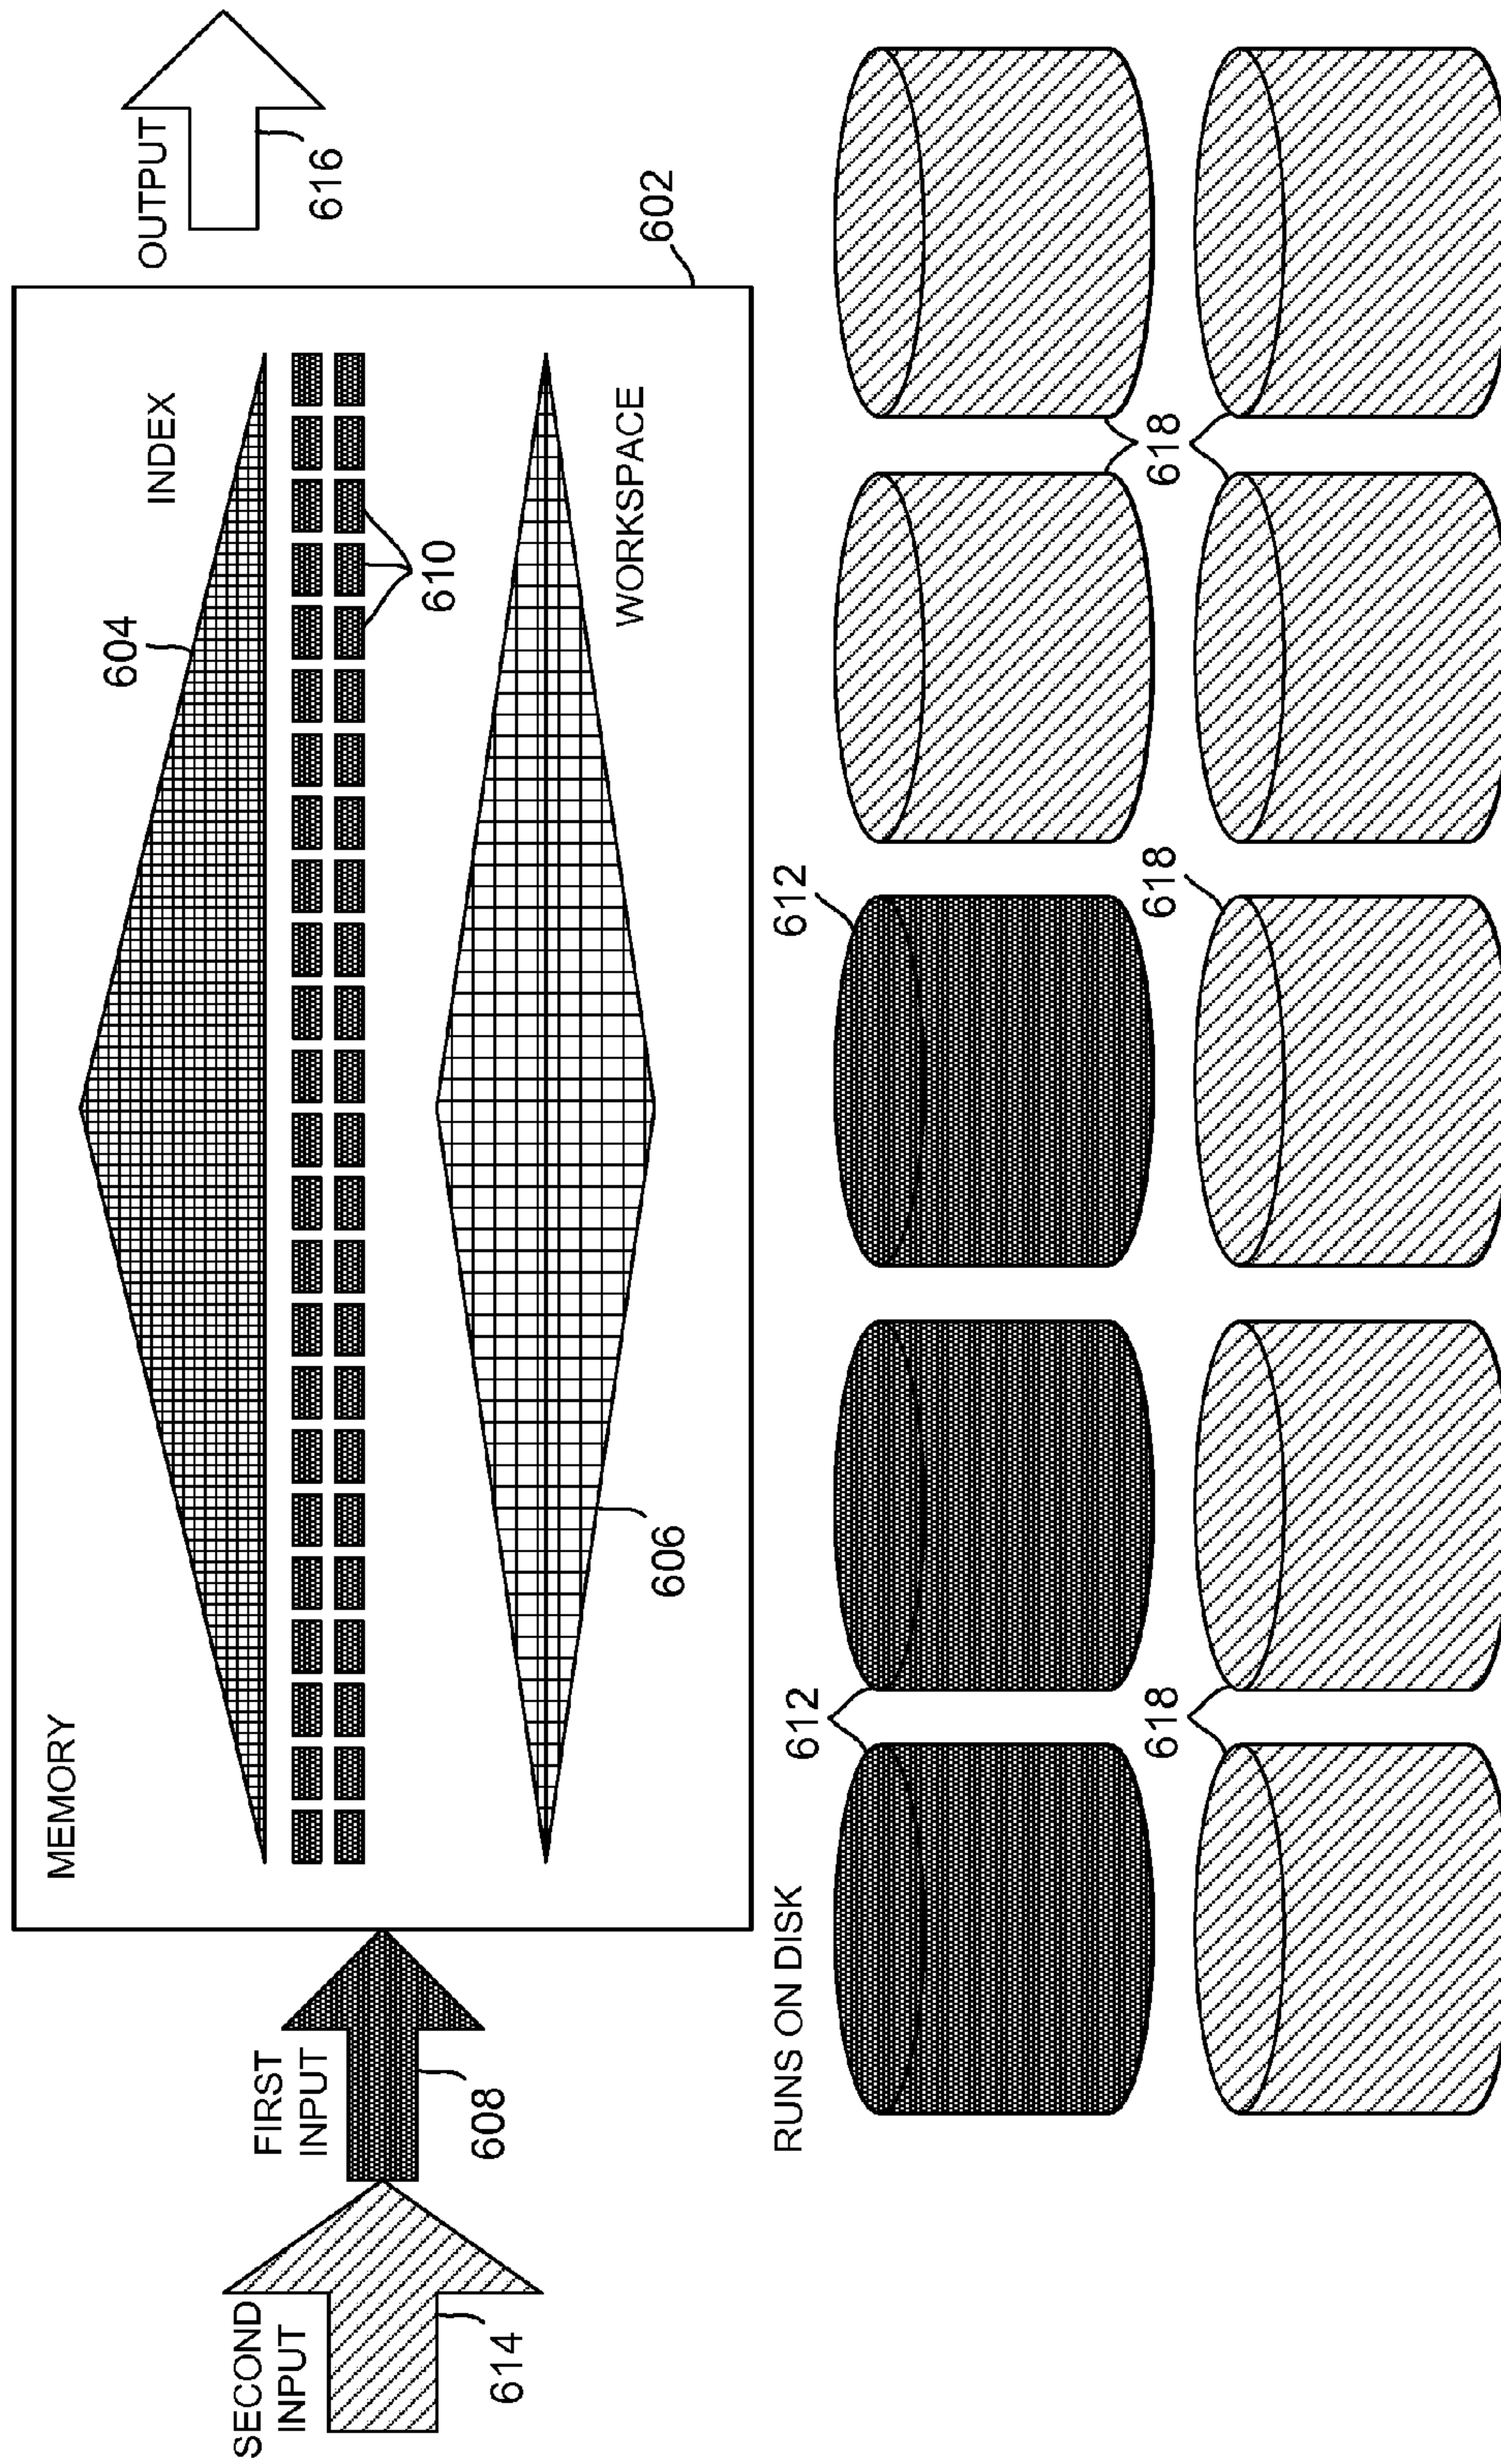 SECOND
INPUT
614
FIRST
INPUT
608
MEMORY
604
INDEX
610
606
WORKSPACE
602
OUTPUT
616
RUNS ON DISK
612
612
618
618
618